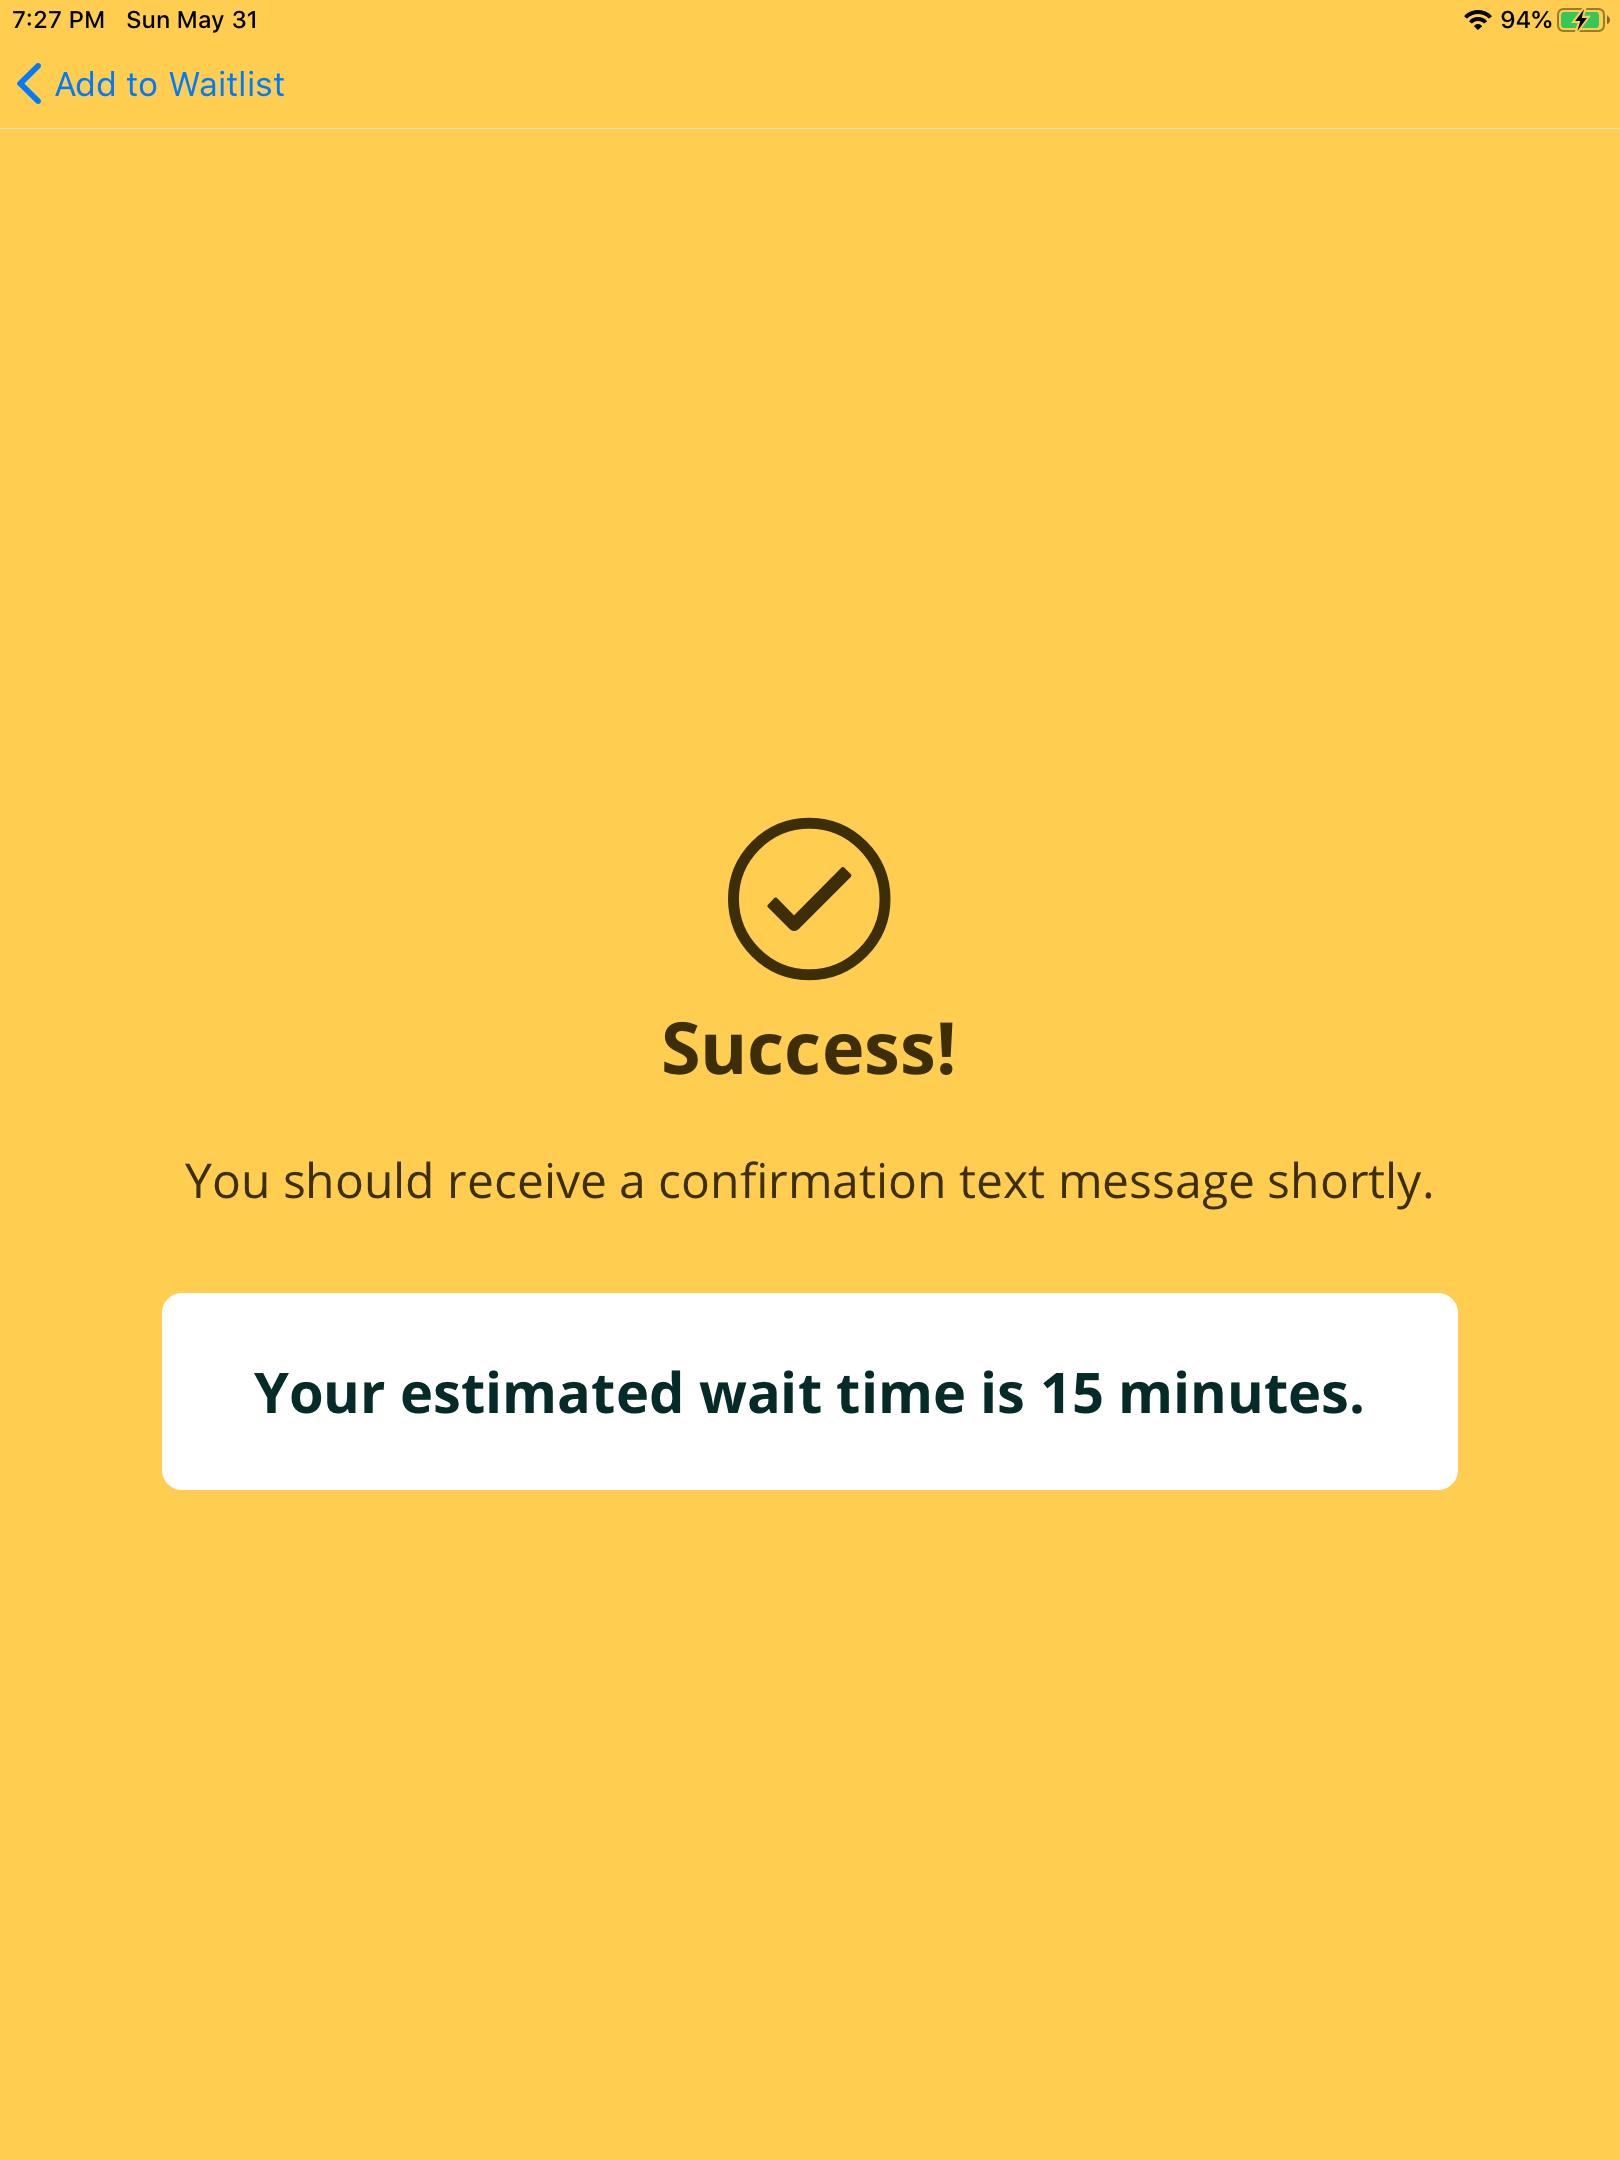 7:27 PM Sun May 31 94%
Add to Waitlist
Success!
You should receive a confirmation text message shortly.
Your estimated wait time is 15 minutes.